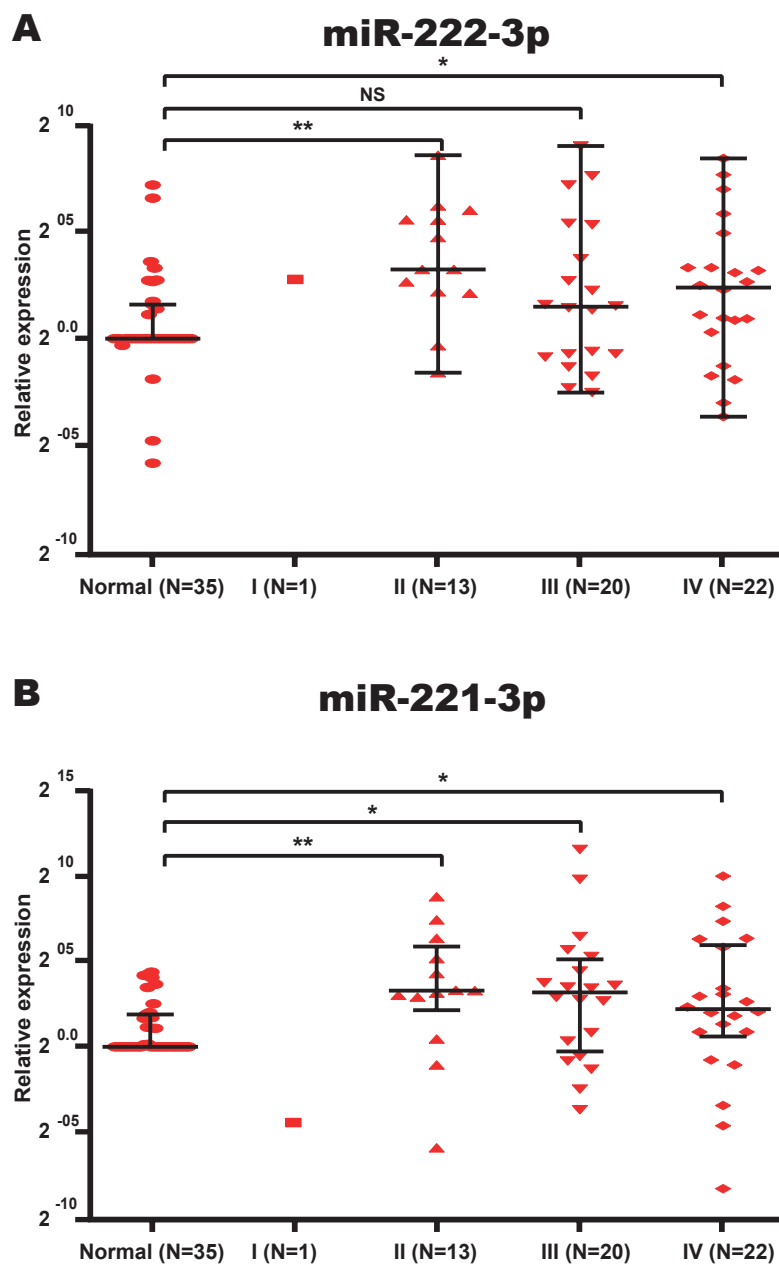 A
miR-222-3p
*
NS
**
2 10
2 05
2 0.0
2 -05
2 -10
Relative expression
Normal (N=35) I (N=1) II (N=13) III (N=20) IV (N=22)
B
miR-221-3p
*
*
**
2 15
2 10
2 05
2 0.0
2 -05
2 -10
Relative expression
Normal (N=35) I (N=1) II (N=13) III (N=20) IV (N=22)